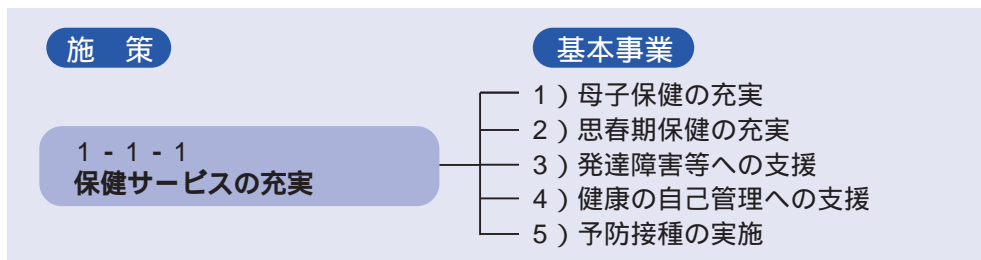 施　策
基本事業
1）母子保健の充実
2）思春期保健の充実
1 - 1 - 1
3）発達障害等への支援
保健サービスの充実
4）健康の自己管理への支援
5）予防接種の実施